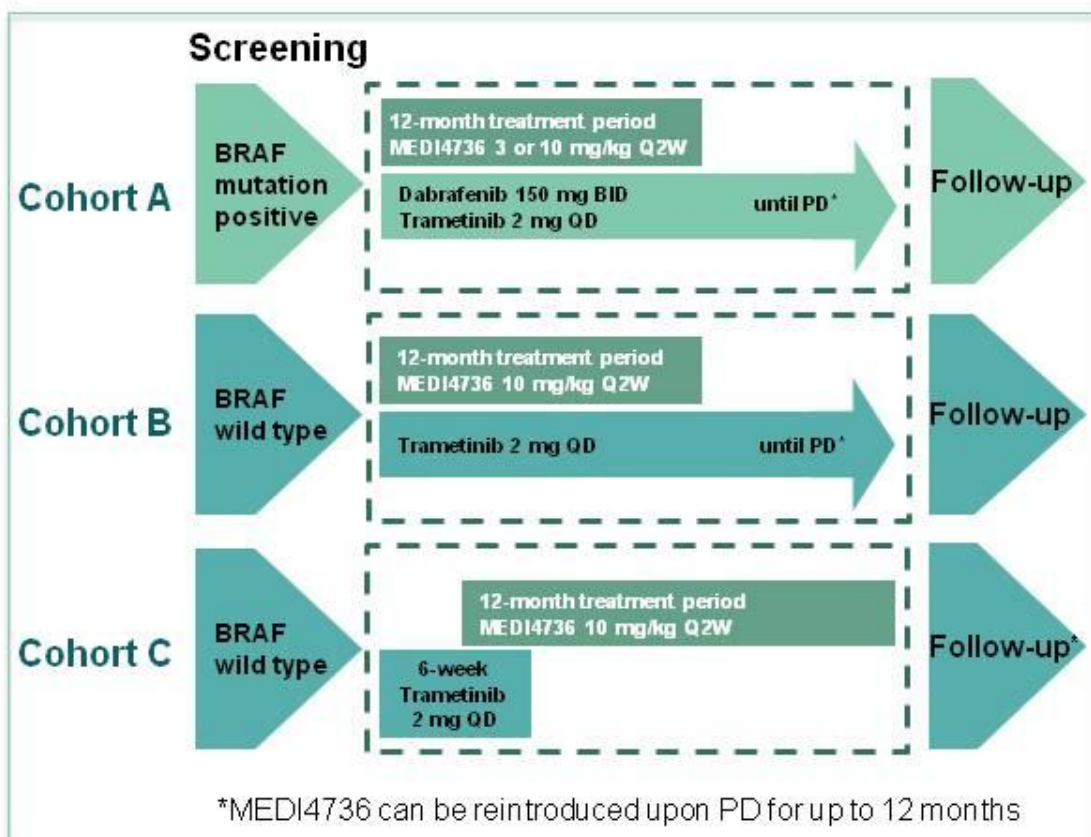 Screening
Cohort A
BRAF
mutation
positive
12-month treatment period
MEDI4736 3 or 10 mg/kg Q2W
Dabrafenib 150 mg BID
Trametinib 2 mg QD
until PD*
Follow-up
Cohort B
BRAF
wild type
12-month treatment period
MEDI4736 10 mg/kg Q2W
Trametinib 2 mg QD
until PD*
Follow-up
Cohort C
BRAF
wild type
12-month treatment period
MEDI4736 10 mg/kg Q2W
6-week
Trametinib
2 mg QD
Follow-up*
*MEDI4736 can be reintroduced upon PD for up to 12 months